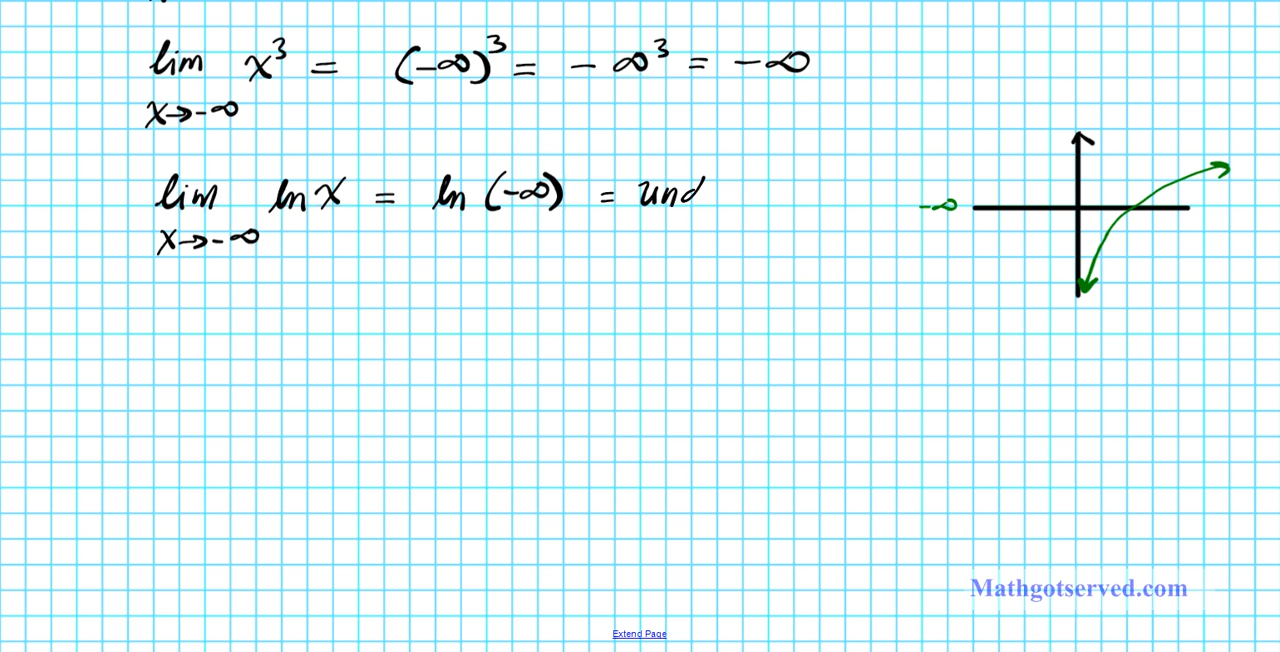 lim x³ = (-∞)³ = -∞³ = -∞
x→-∞
lim ln x = ln (-∞) = und
x→-∞
-∞
Mathgotserved.com
Extend Page